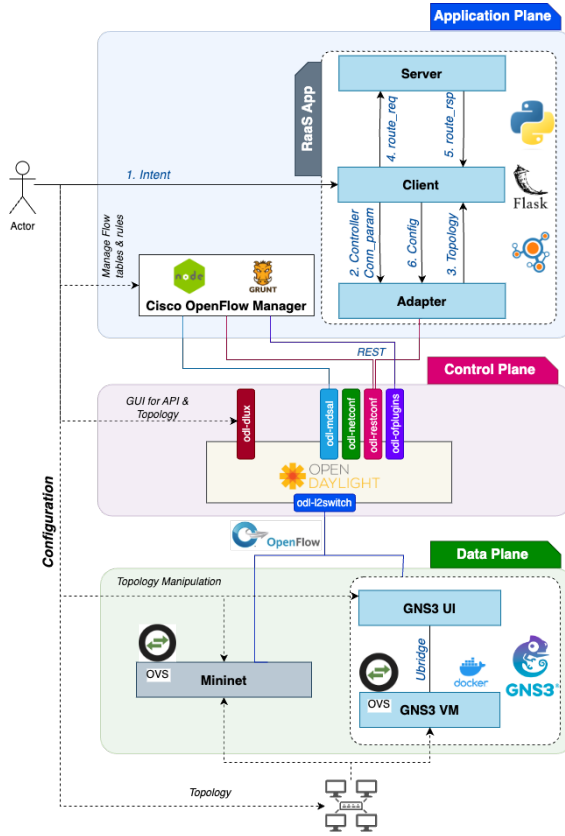 Application Plane
RaaS App
Server
4. route_req
5. route_rsp
1. Intent
Client
Flask
Actor
Manage Flow
tables & rules
2. Controller
Conn_param
6. Config
3. Topology
node
GRUNT
Cisco OpenFlow Manager
Adapter
REST
Control Plane
GUI for API &
Topology
odl-dlux
odl-mdsal
odl-netconf
odl-restconf
odl-ofplugins
OPEN
DAYLIGHT
odl-l2switch
OpenFlow
Configuration
Data Plane
Topology Manipulation
GNS3 UI
OVS
Mininet
Ubridge
docker
GNS3
OVS
GNS3 VM
Topology